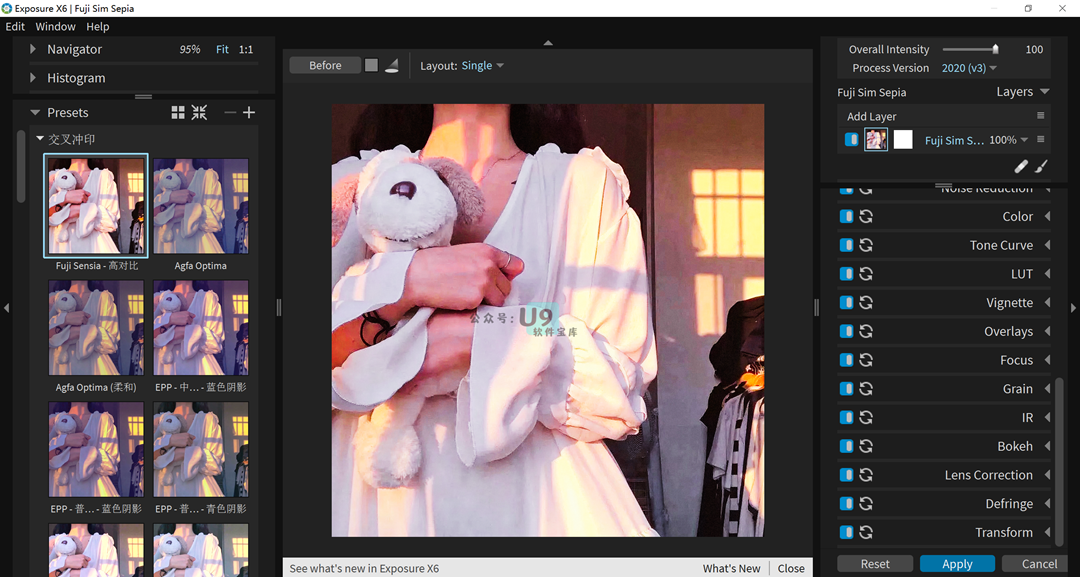 Exposure X6 | Fuji Sim Sepia
Edit Window Help
Navigator 95% Fit 1:1
Histogram
Presets
交叉冲印
Fuji Sensia - 高对比
Agfa Optima
Agfa Optima (柔和)
EPP - 中... - 蓝色阴影
EPP - 普... - 蓝色阴影
EPP - 普... - 青色阴影
Before
Layout: Single
公众号: U9
软件宝库
See what's new in Exposure X6
What's New
Close
Overall Intensity 100
Process Version 2020 (v3)
Fuji Sim Sepia
Layers
Add Layer
Fuji Sim S... 100%
Noise Reduction
Color
Tone Curve
LUT
Vignette
Overlays
Focus
Grain
IR
Bokeh
Lens Correction
Defringe
Transform
Reset
Apply
Cancel